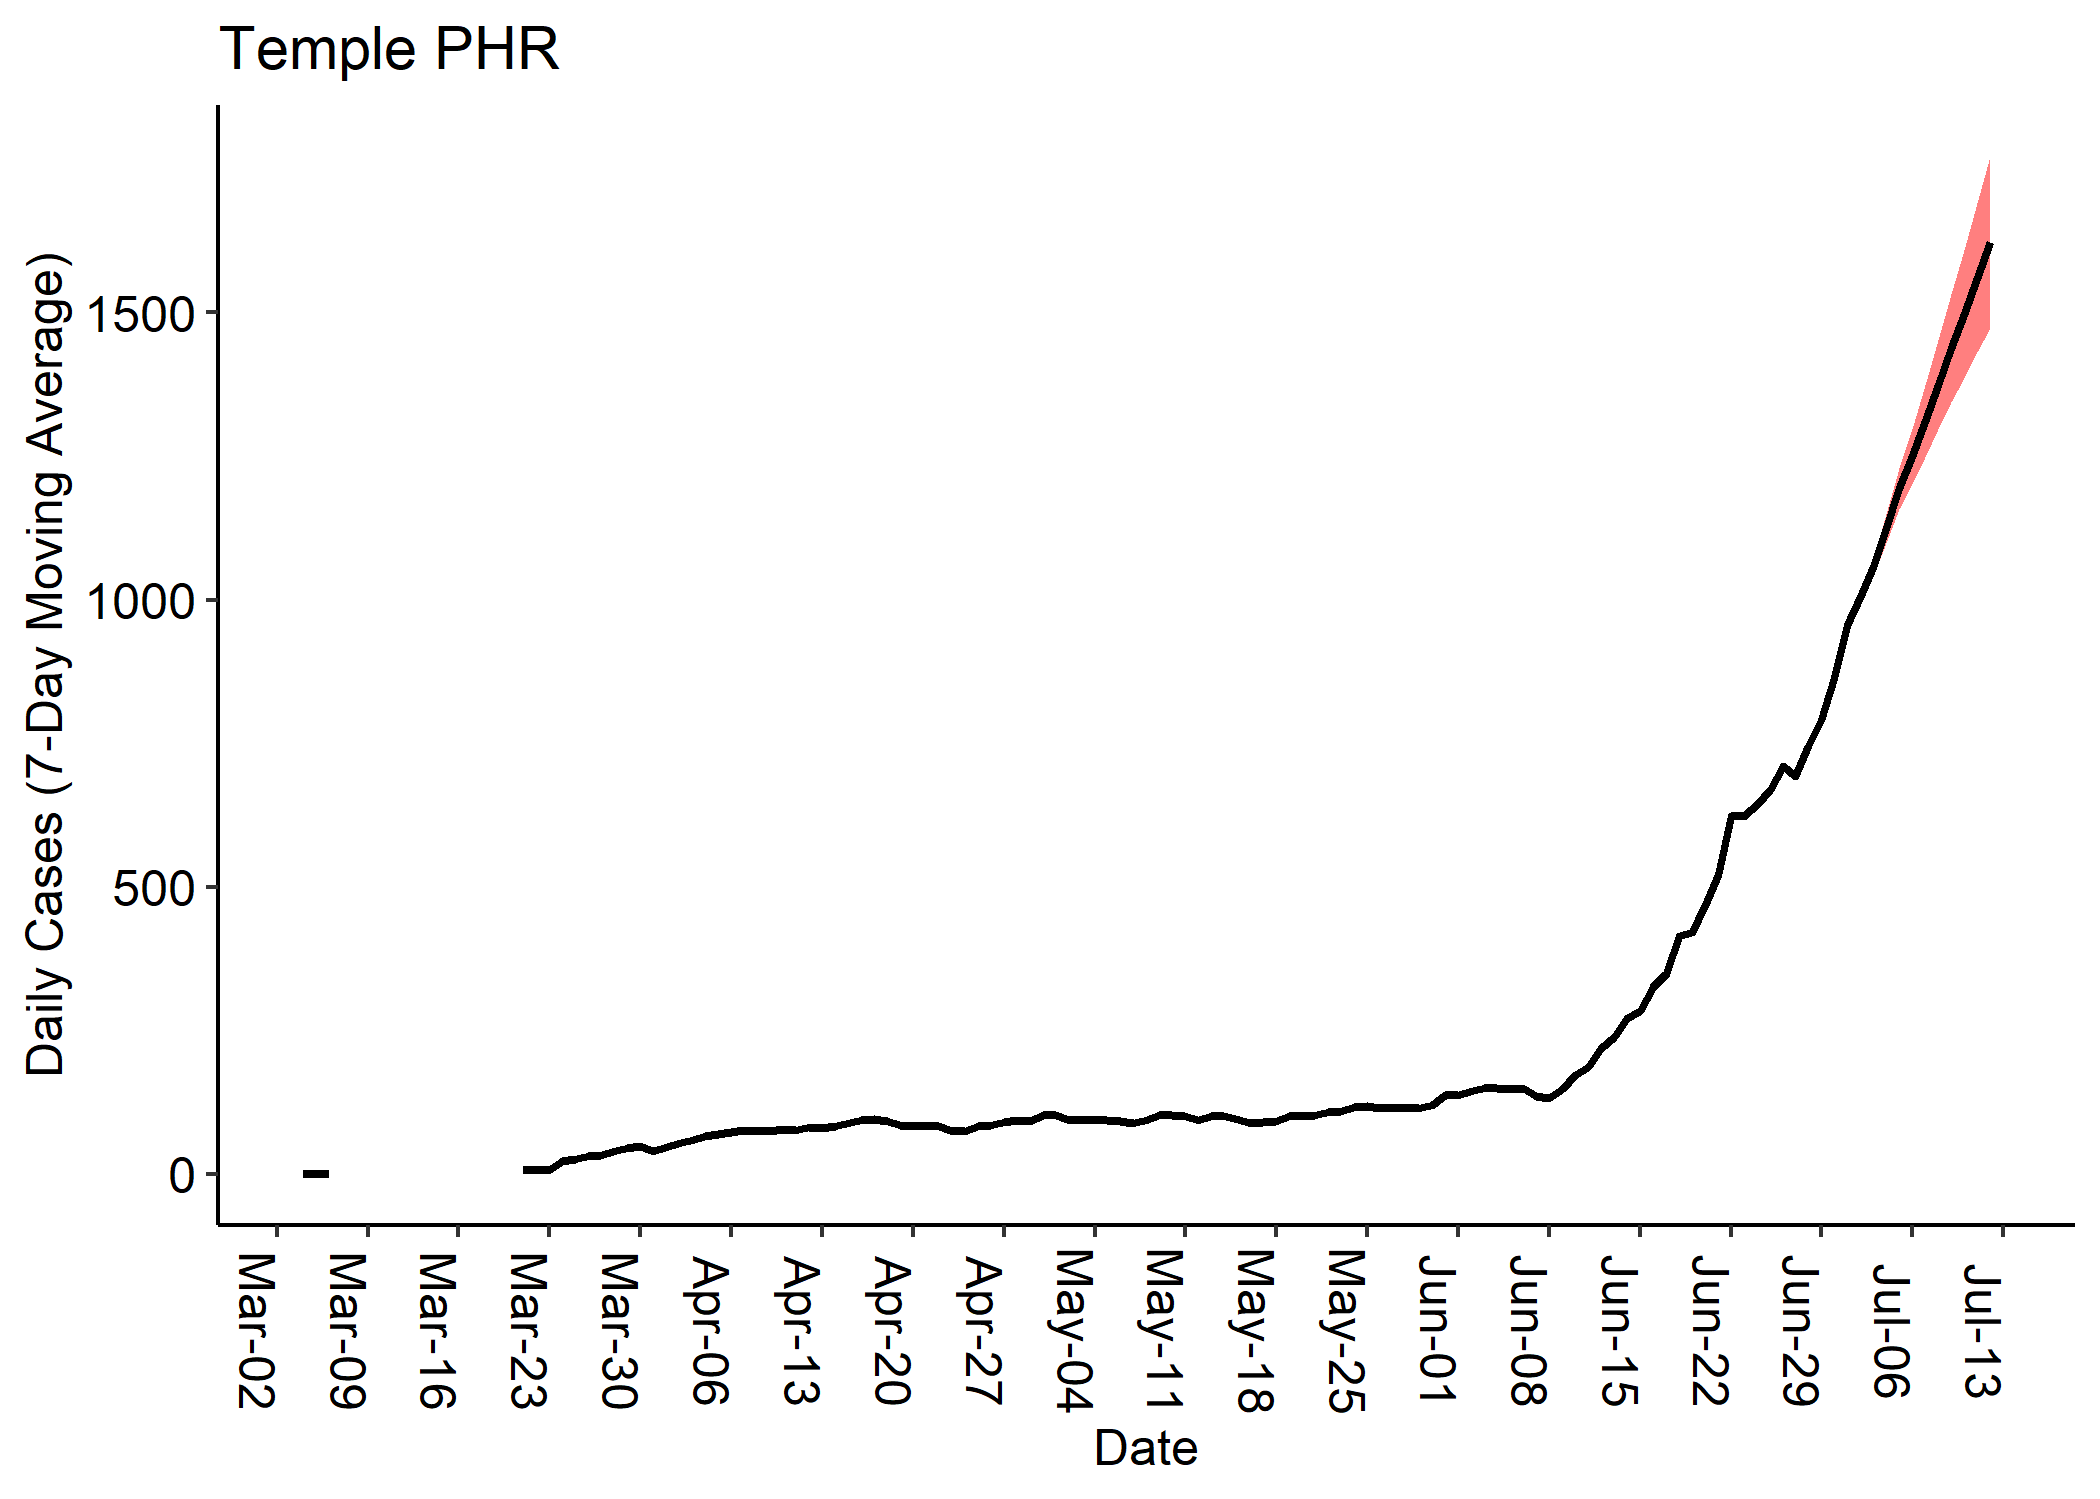 Temple PHR
Daily Cases (7-Day Moving Average)
1500
1000
500
0
Mar-02
Mar-09
Mar-16
Mar-23
Mar-30
Apr-06
Apr-13
Apr-20
Apr-27
May-04
May-11
May-18
May-25
Jun-01
Jun-08
Jun-15
Jun-22
Jun-29
Jul-06
Jul-13
Date